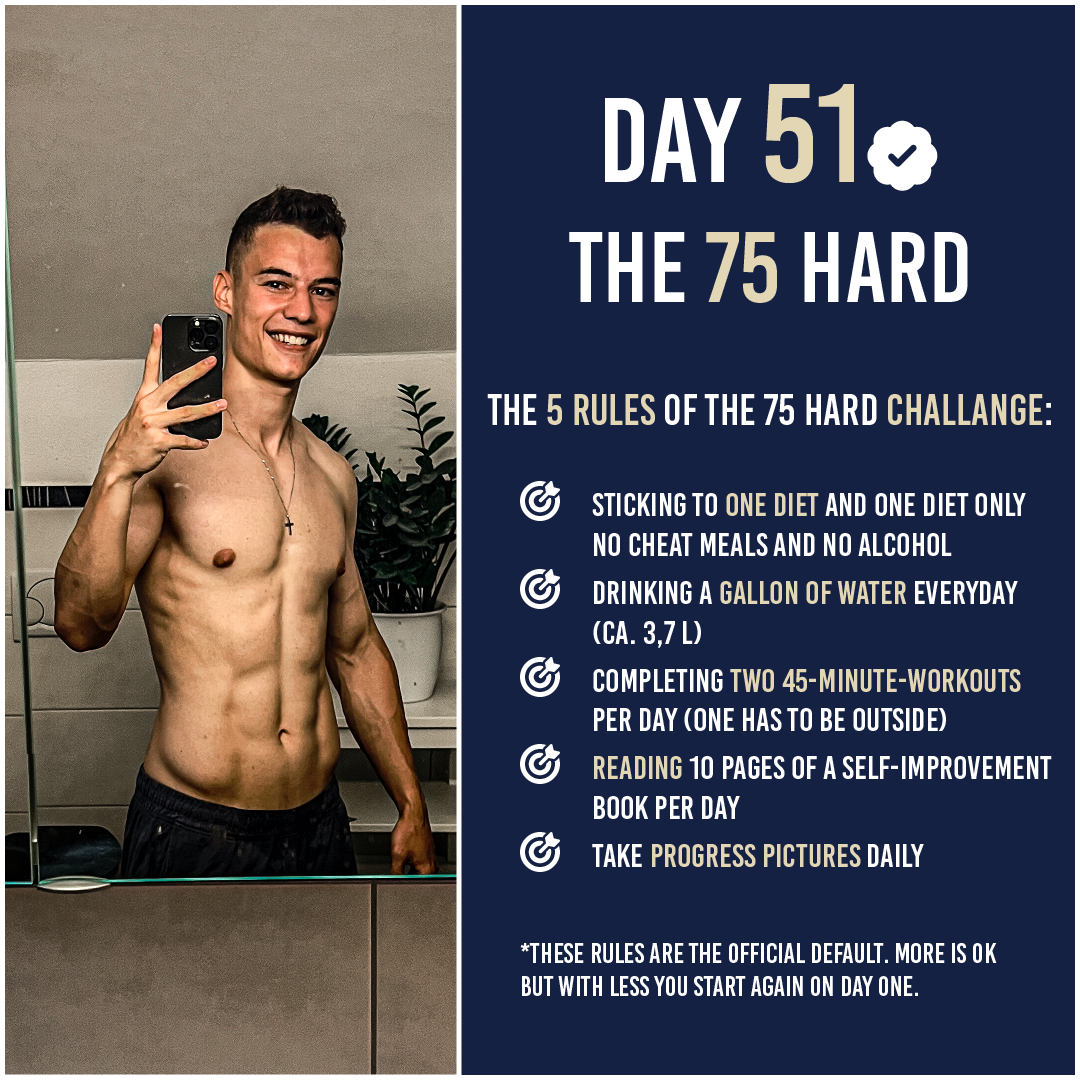 DAY 51
THE 75 HARD
THE 5 RULES OF THE 75 HARD CHALLANGE:
STICKING TO ONE DIET AND ONE DIET ONLY
NO CHEAT MEALS AND NO ALCOHOL
DRINKING A GALLON OF WATER EVERYDAY
(CA. 3,7 L)
COMPLETING TWO 45-MINUTE-WORKOUTS
PER DAY (ONE HAS TO BE OUTSIDE)
READING 10 PAGES OF A SELF-IMPROVEMENT
BOOK PER DAY
TAKE PROGRESS PICTURES DAILY
*THESE RULES ARE THE OFFICIAL DEFAULT. MORE IS OK
BUT WITH LESS YOU START AGAIN ON DAY ONE.